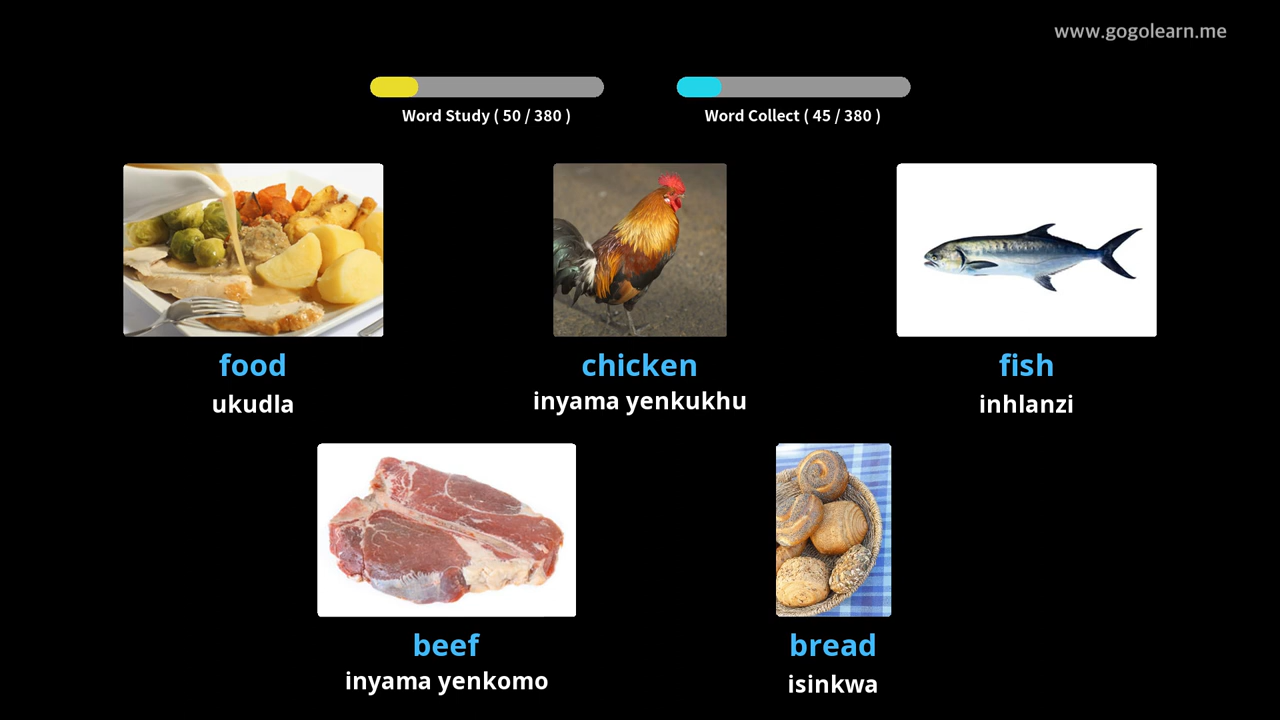 www.gogolearn.me
Word Study ( 50 / 380 )
Word Collect ( 45 / 380 )
food
ukudla
chicken
inyama yenkukhu
fish
inhlanzi
beef
inyama yenkomo
bread
isinkwa